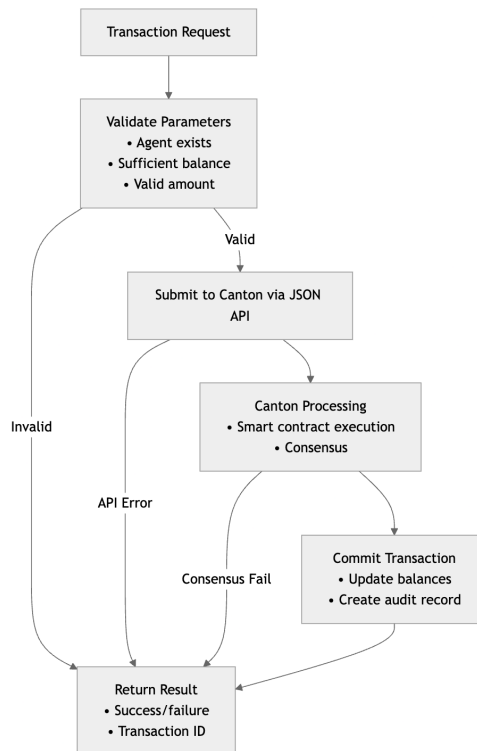 Transaction Request
Validate Parameters
• Agent exists
• Sufficient balance
• Valid amount
Valid
Submit to Canton via JSON
API
Invalid
Canton Processing
• Smart contract execution
• Consensus
API Error
Consensus Fail
Commit Transaction
• Update balances
• Create audit record
Return Result
• Success/failure
• Transaction ID